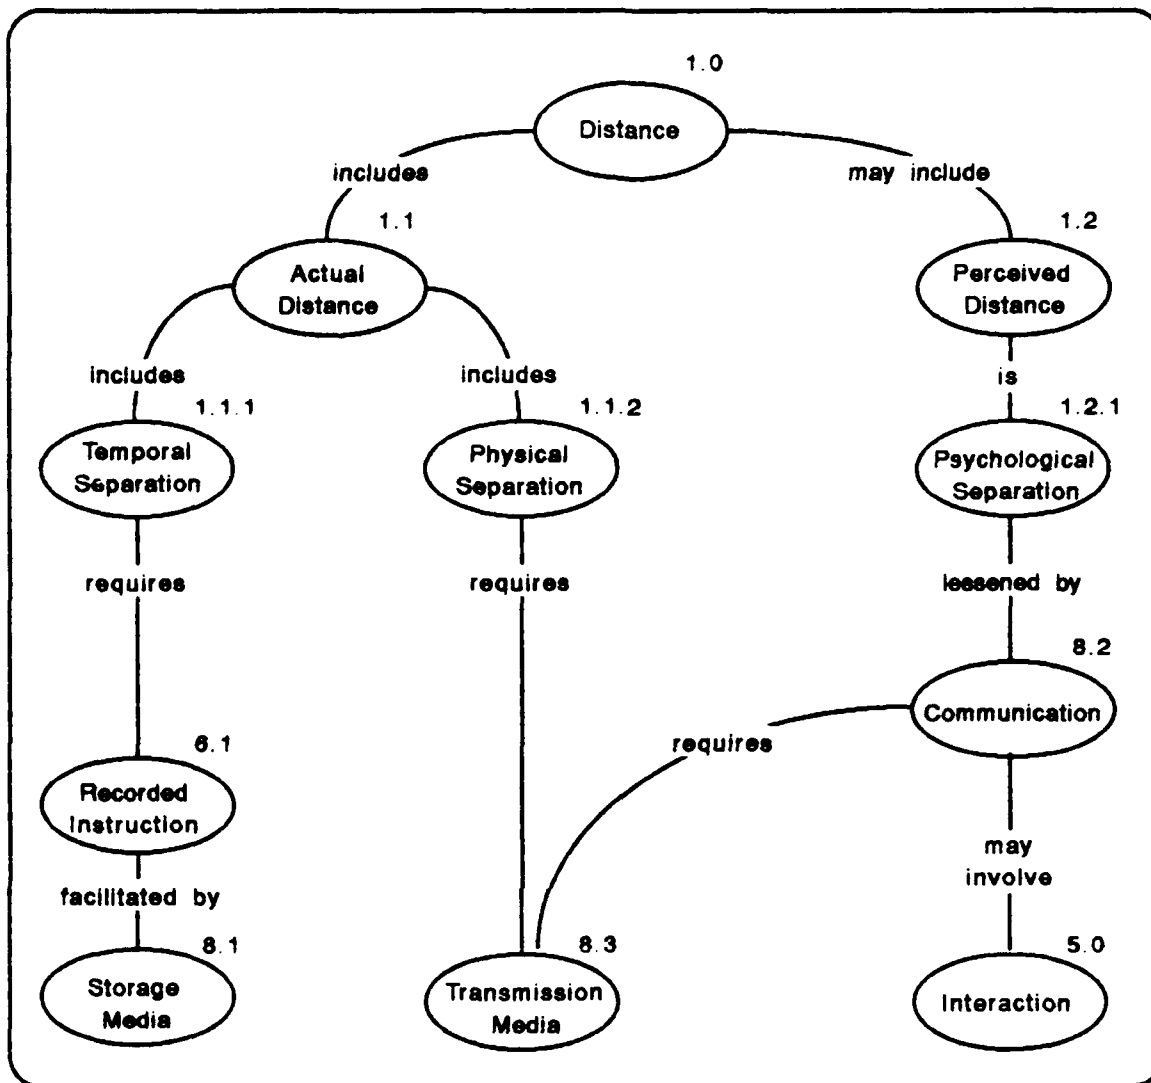 1.0
Distance
includes
may include
1.1
1.2
Actual
Distance
Perceived
Distance
includes
includes
is
1.1.1
1.1.2
1.2.1
Temporal
Separation
Physical
Separation
Psychological
Separation
requires
requires
lessened by
8.2
Communication
requires
6.1
Recorded
Instruction
may
involve
facilitated by
8.1
8.3
5.0
Storage
Media
Transmission
Media
Interaction